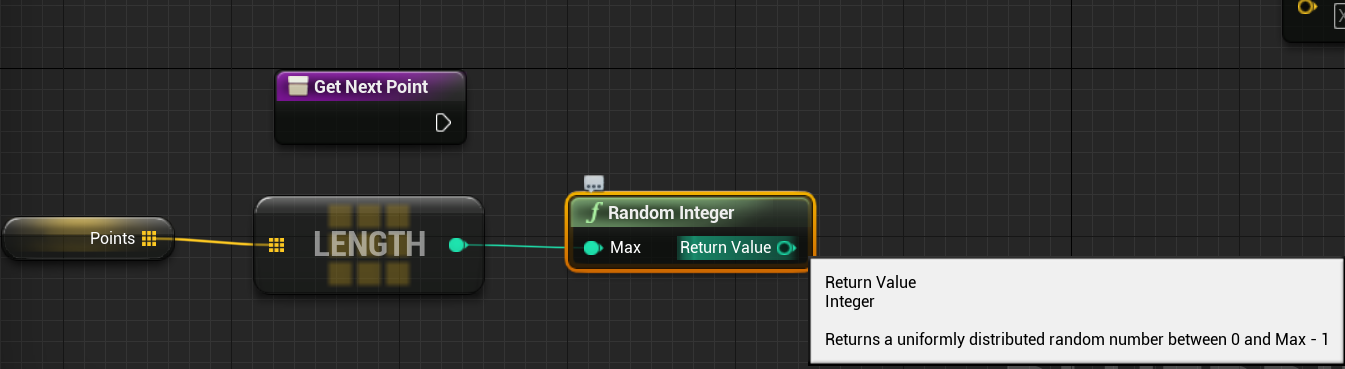 Get Next Point
Points
LENGTH
Random Integer
Max
Return Value
Return Value
Integer
Returns a uniformly distributed random number between 0 and Max - 1